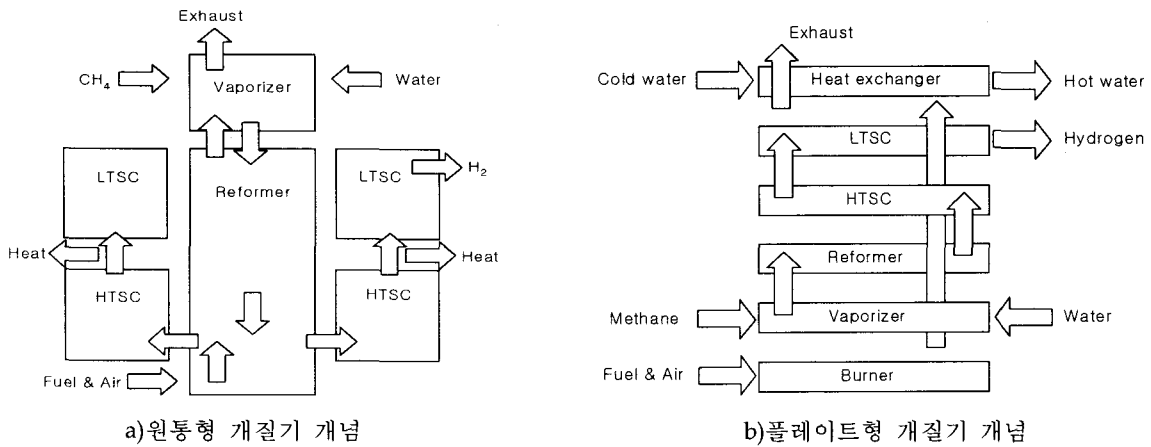 Exhaust
CH₄
Vaporizer
Water
LTSC
Reformer
LTSC
H₂
Heat
Heat
HTSC
HTSC
Fuel & Air
a)원통형 개질기 개념
Exhaust
Cold water
Heat exchanger
Hot water
LTSC
Hydrogen
HTSC
Reformer
Methane
Vaporizer
Water
Fuel & Air
Burner
b)플레이트형 개질기 개념